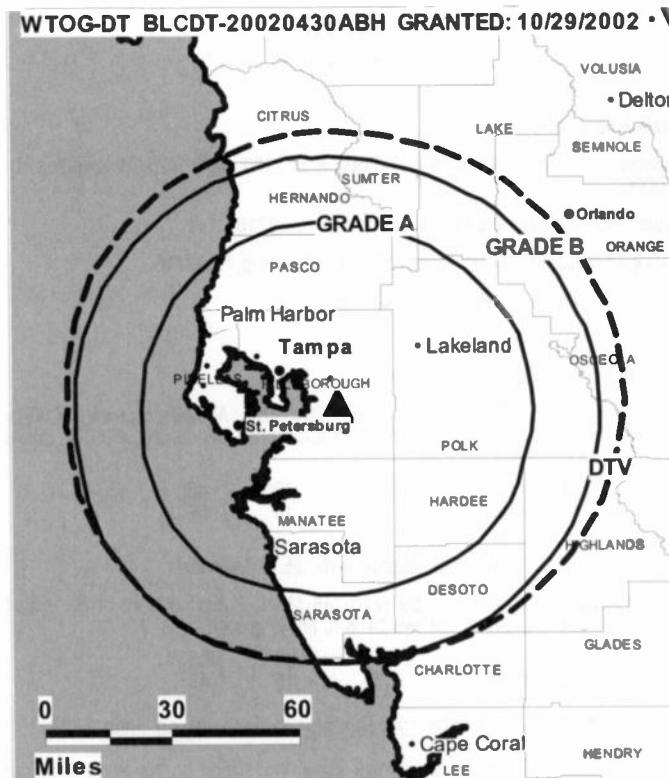 WTOG-DT BLCDT-20020430ABH GRANTED: 10/29/2002 •
VOLUSIA
Delton
CITRUS
LAKE
SEMINOLE
SUMTER
HERNANDO
Orlando
GRADE A
GRADE B
ORANGE
PASCO
Palm Harbor
Tampa
Lakeland
OSCEOLA
St. Petersburg
POLK
DTV
HARDEE
MANATEE
Sarasota
HIGHLANDS
DESOTO
SARASOTA
GLADES
CHARLOTTE
0 30 60
Miles
Cape Coral
LEE
HENDRY